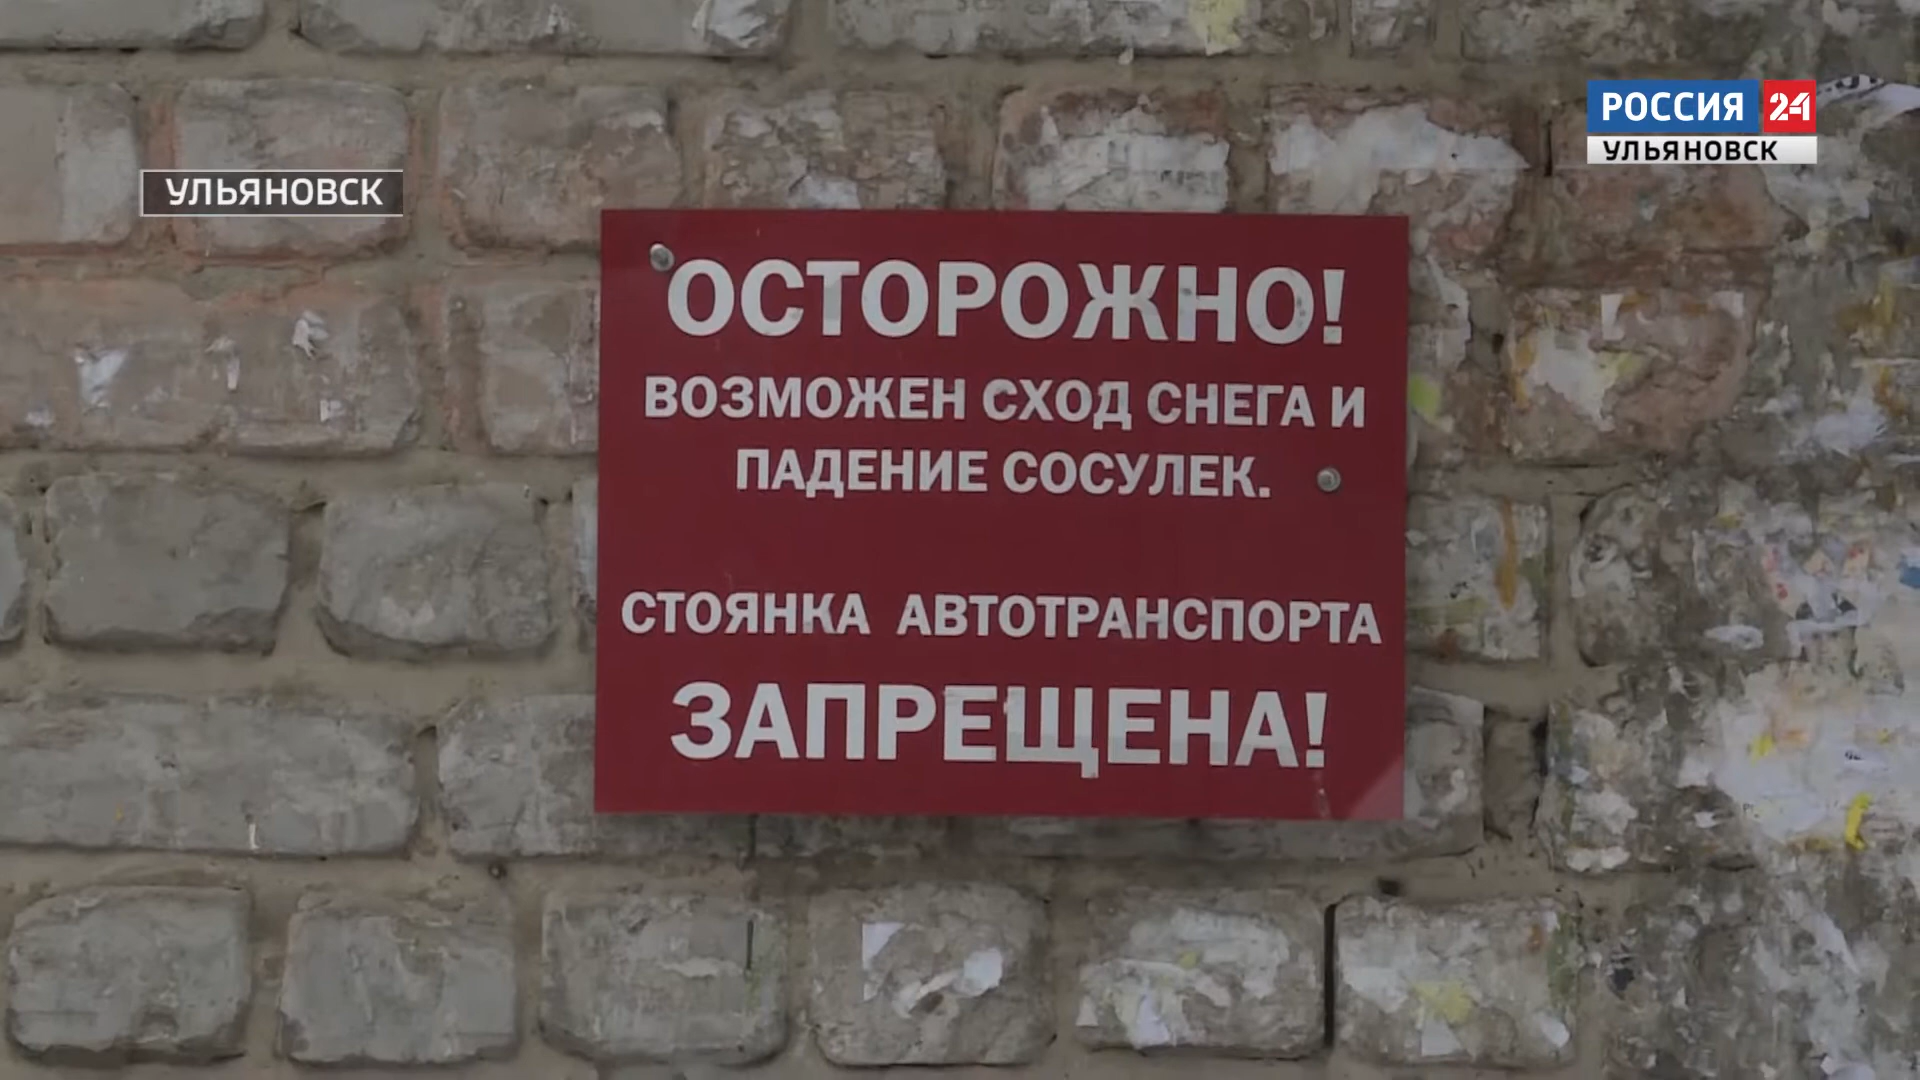 РОССИЯ 24
УЛЬЯНОВСК
УЛЬЯНОВСК
ОСТОРОЖНО!
ВОЗМОЖЕН СХОД СНЕГА И
ПАДЕНИЕ СОСУЛЕК.
СТОЯНКА АВТОТРАНСПОРТА
ЗАПРЕЩЕНА!